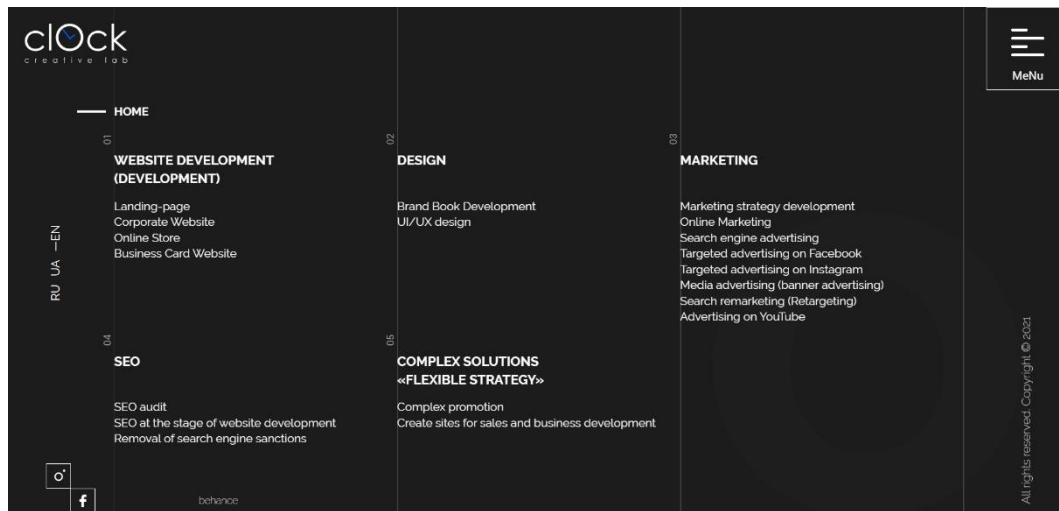 clOck
creative lab
MeNu
HOME
01
WEBSITE DEVELOPMENT
(DEVELOPMENT)
Landing-page
Corporate Website
Online Store
Business Card Website
02
DESIGN
Brand Book Development
UI/UX design
03
MARKETING
Marketing strategy development
Online Marketing
Search engine advertising
Targeted advertising on Facebook
Targeted advertising on Instagram
Media advertising (banner advertising)
Search remarketing (Retargeting)
Advertising on YouTube
RU UA —EN
04
SEO
SEO audit
SEO at the stage of website development
Removal of search engine sanctions
05
COMPLEX SOLUTIONS
«FLEXIBLE STRATEGY»
Complex promotion
Create sites for sales and business development
All rights reserved. Copyright © 2021
f
behance